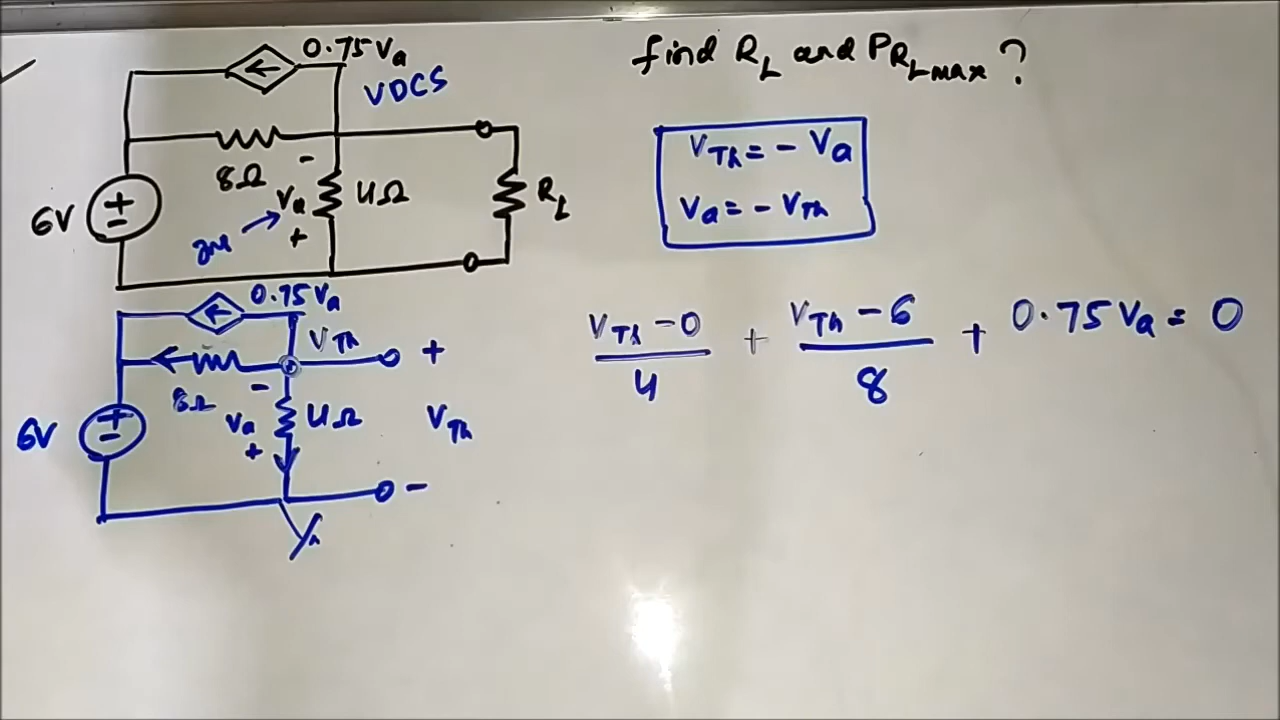 0.75Va
VDCS
8Ω
-
Va
+
4Ω
RL
6V
+
-
find RL and PRLMAX ?
VTh = - Va
Va = - VTh
0.75Va
VTh
+
8Ω
-
Va
+
4Ω
VTh
6V
+
-
-
VTh - 0 / 4 + VTh - 6 / 8 + 0.75Va = 0